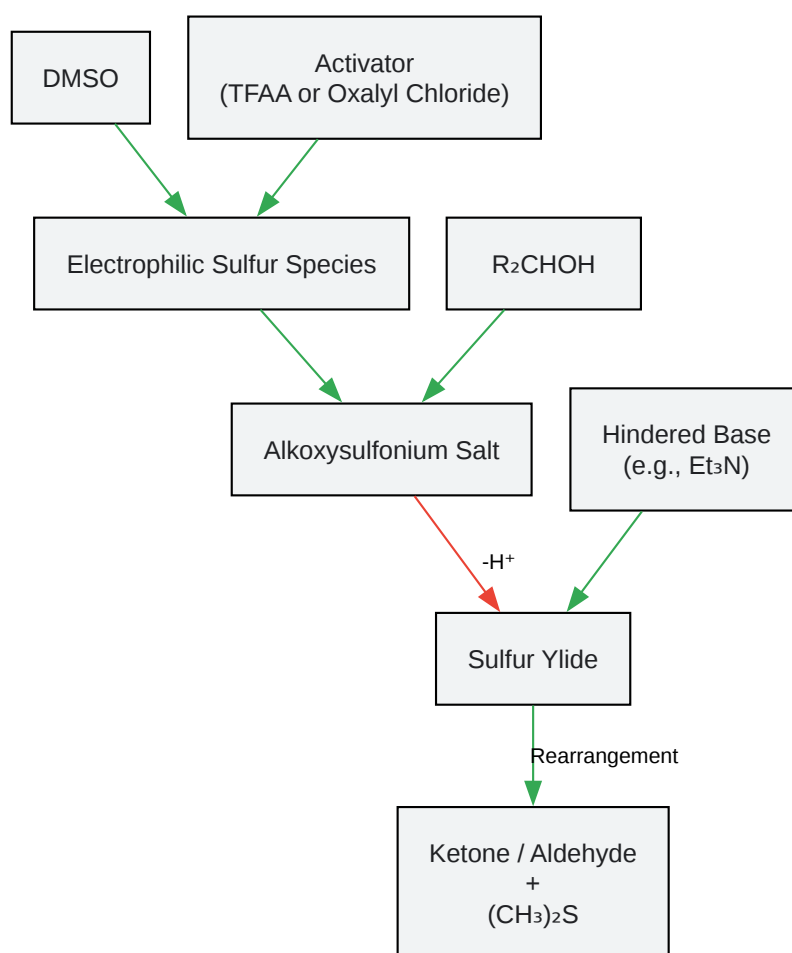 DMSO
Activator
(TFAA or Oxalyl Chloride)
Electrophilic Sulfur Species
R₂CHOH
Alkoxysulfonium Salt
Hindered Base
(e.g., Et₃N)
-H⁺
Sulfur Ylide
Rearrangement
Ketone / Aldehyde
+
(CH₃)₂S